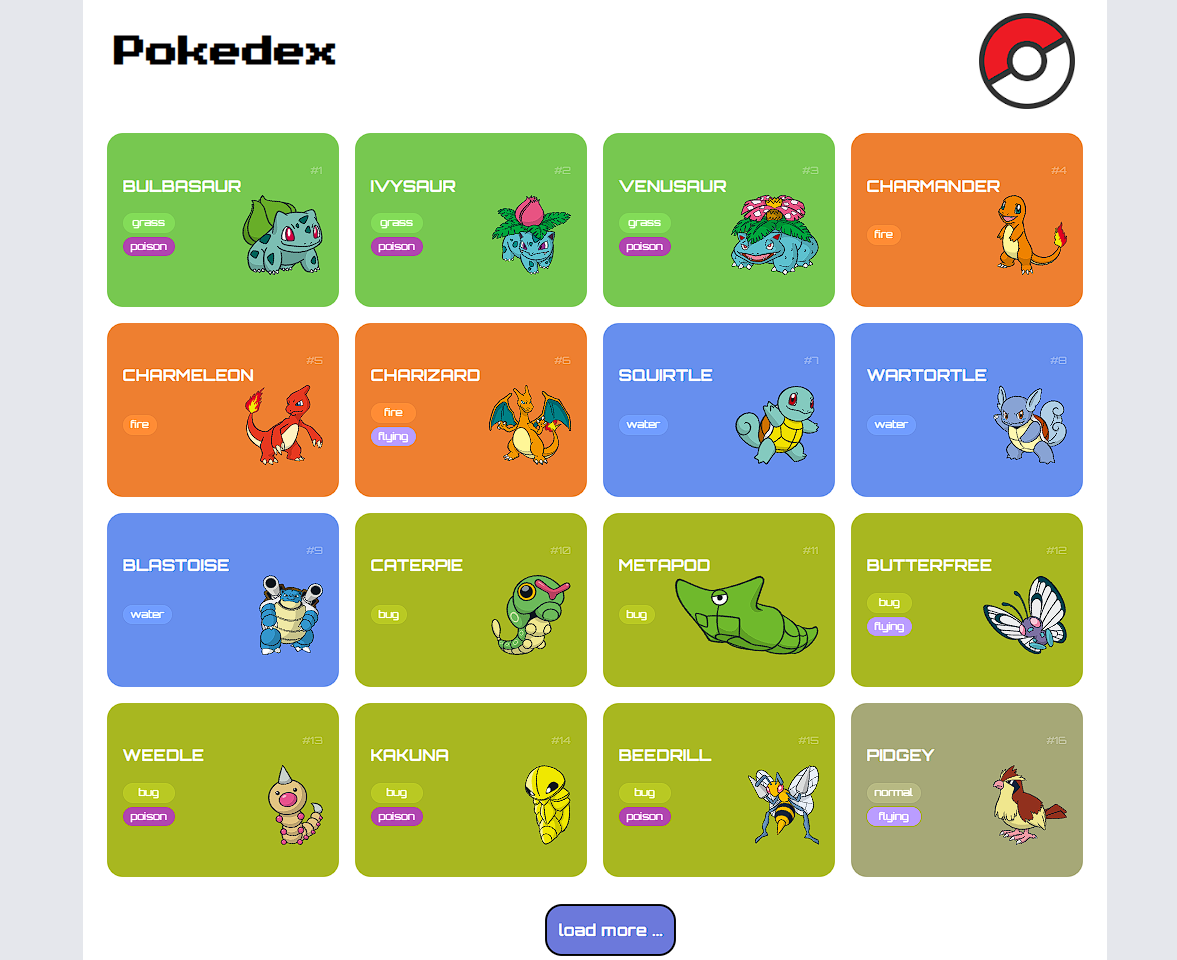 Pokedex
#1
BULBASAUR
grass
poison
#2
IVYSAUR
grass
poison
#3
VENUSAUR
grass
poison
#4
CHARMANDER
fire
#5
CHARMELEON
fire
#6
CHARIZARD
fire
flying
#7
SQUIRTLE
water
#8
WARTORTLE
water
#9
BLASTOISE
water
#10
CATERPIE
bug
#11
METAPOD
bug
#12
BUTTERFREE
bug
flying
#13
WEEDLE
bug
poison
#14
KAKUNA
bug
poison
#15
BEEDRILL
bug
poison
#16
PIDGEY
normal
flying
load more ...